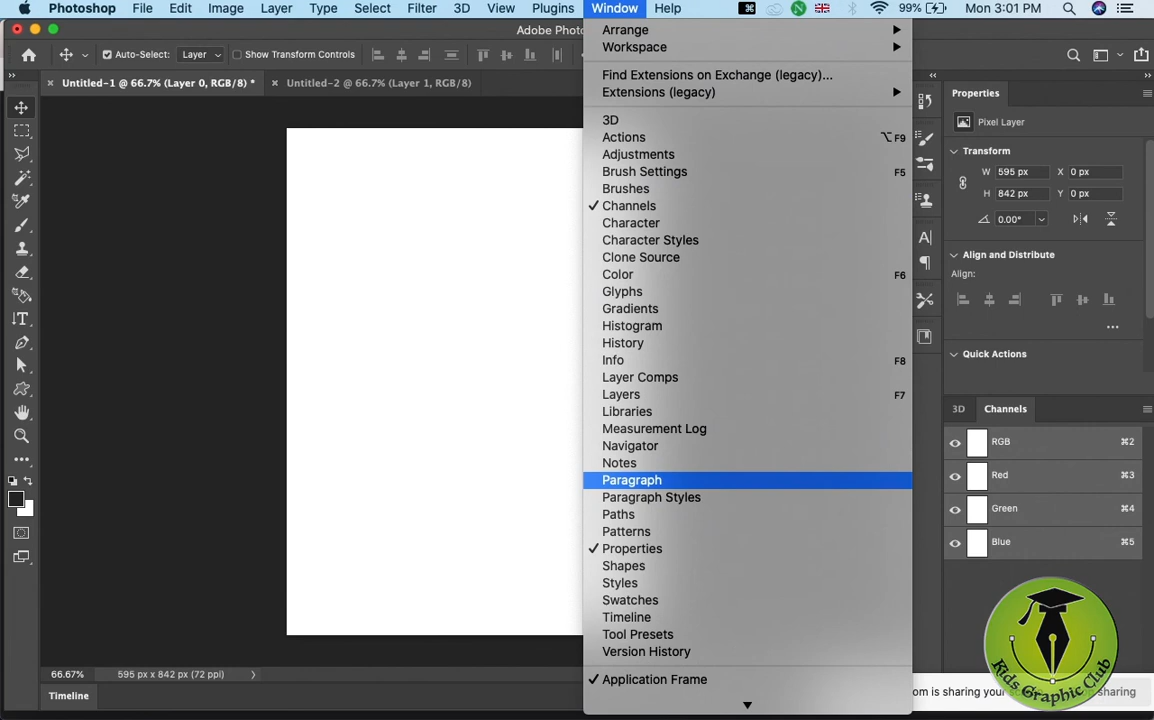 Photoshop File Edit Image Layer Type Select Filter 3D View Plugins Window Help 99% Mon 3:01 PM
Adobe Photo
Auto-Select: Layer Show Transform Controls
Untitled-1 @ 66.7% (Layer 0, RGB/8) * Untitled-2 @ 66.7% (Layer 1, RGB/8)
Arrange
Workspace
Find Extensions on Exchange (legacy)...
Extensions (legacy)
3D
Actions ⌥F9
Adjustments
Brush Settings F5
Brushes
✓ Channels
Character
Character Styles
Clone Source
Color F6
Glyphs
Gradients
Histogram
History
Info F8
Layer Comps
Layers F7
Libraries
Measurement Log
Navigator
Notes
Paragraph
Paragraph Styles
Paths
Patterns
✓ Properties
Shapes
Styles
Swatches
Timeline
Tool Presets
Version History
✓ Application Frame
Properties
Pixel Layer
Transform
W 595 px X 0 px
H 842 px Y 0 px
0.00°
Align and Distribute
Align:
Quick Actions
3D Channels
RGB ⌘2
Red ⌘3
Green ⌘4
Blue ⌘5
66.67% 595 px x 842 px (72 ppi)
Timeline
om is sharing your sharing
Kids Graphic Club